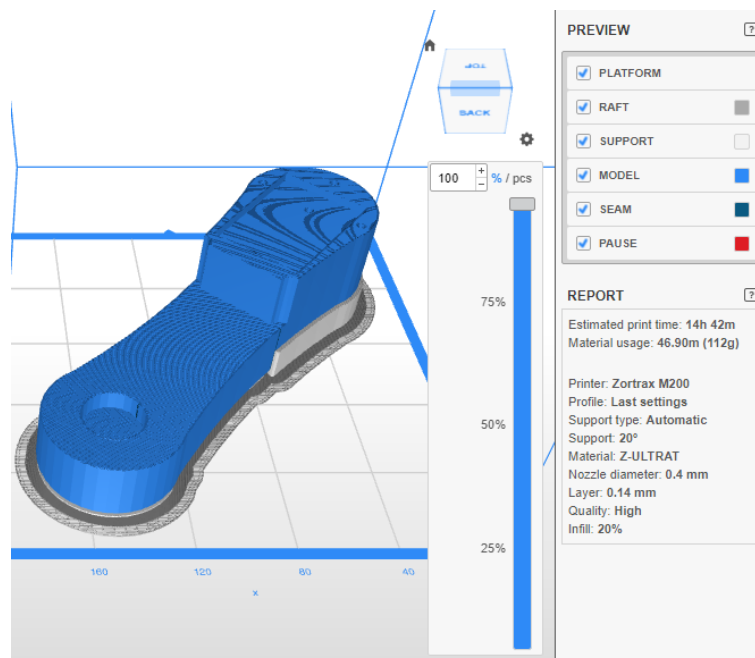 PREVIEW
?
TOP
BACK
PLATFORM
RAFT
SUPPORT
MODEL
SEAM
PAUSE
100 + - % / pcs
75%
50%
25%
REPORT
?
Estimated print time: 14h 42m
Material usage: 46.90m (112g)
Printer: Zortrax M200
Profile: Last settings
Support type: Automatic
Support: 20°
Material: Z-ULTRAT
Nozzle diameter: 0.4 mm
Layer: 0.14 mm
Quality: High
Infill: 20%
160 120 80 40
x